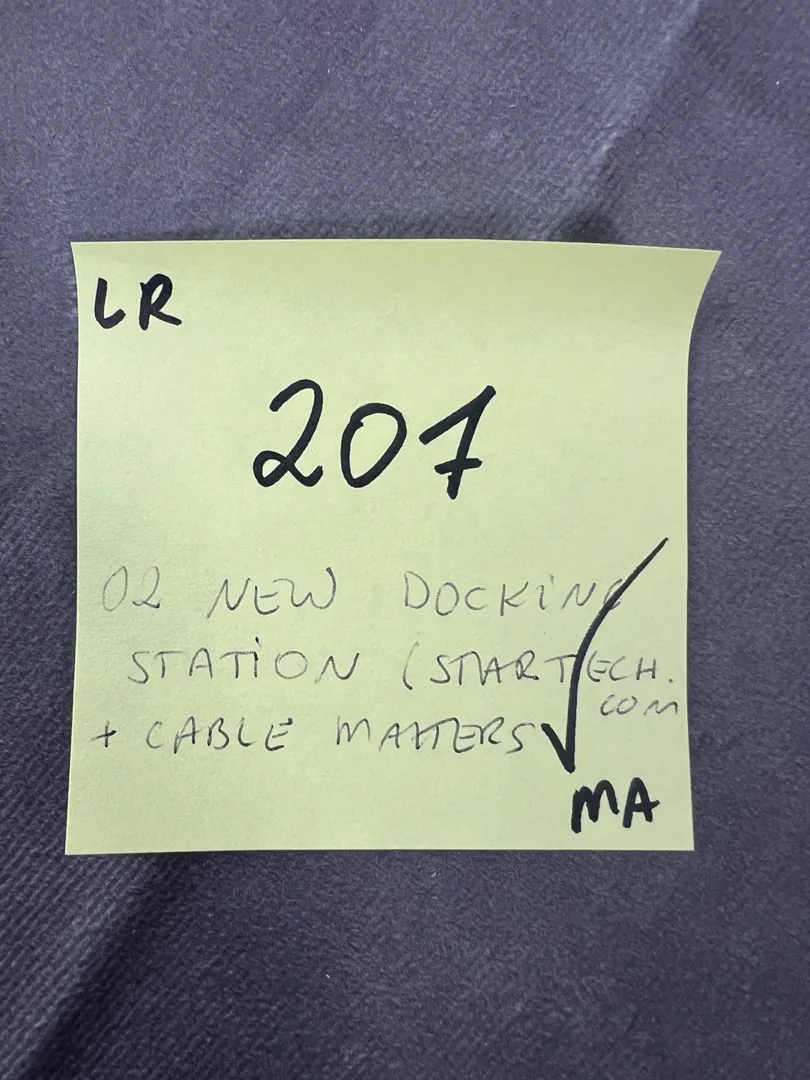 LR
207
02 NEW DOCKING
STATION (STARTECH.
COM
+ CABLE MATTERS
MA